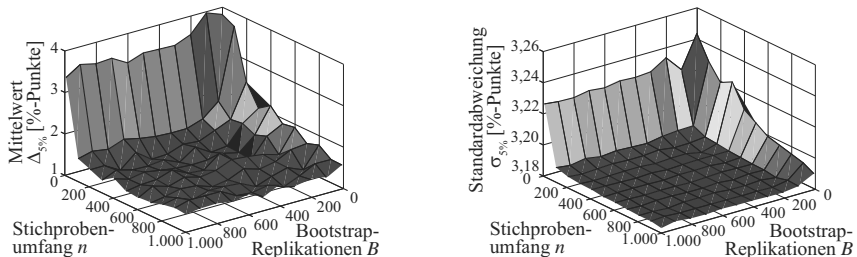 Mittelwert
Δ5% [%-Punkte]
4
3
2
1
0
200
400
600
800
1.000
Stichproben-
umfang n
1.000
800
600
400
200
0
Bootstrap-
Replikationen B
Standardabweichung
σ5% [%-Punkte]
3,26
3,24
3,22
3,20
3,18
0
200
400
600
800
1.000
Stichproben-
umfang n
1.000
800
600
400
200
0
Bootstrap-
Replikationen B